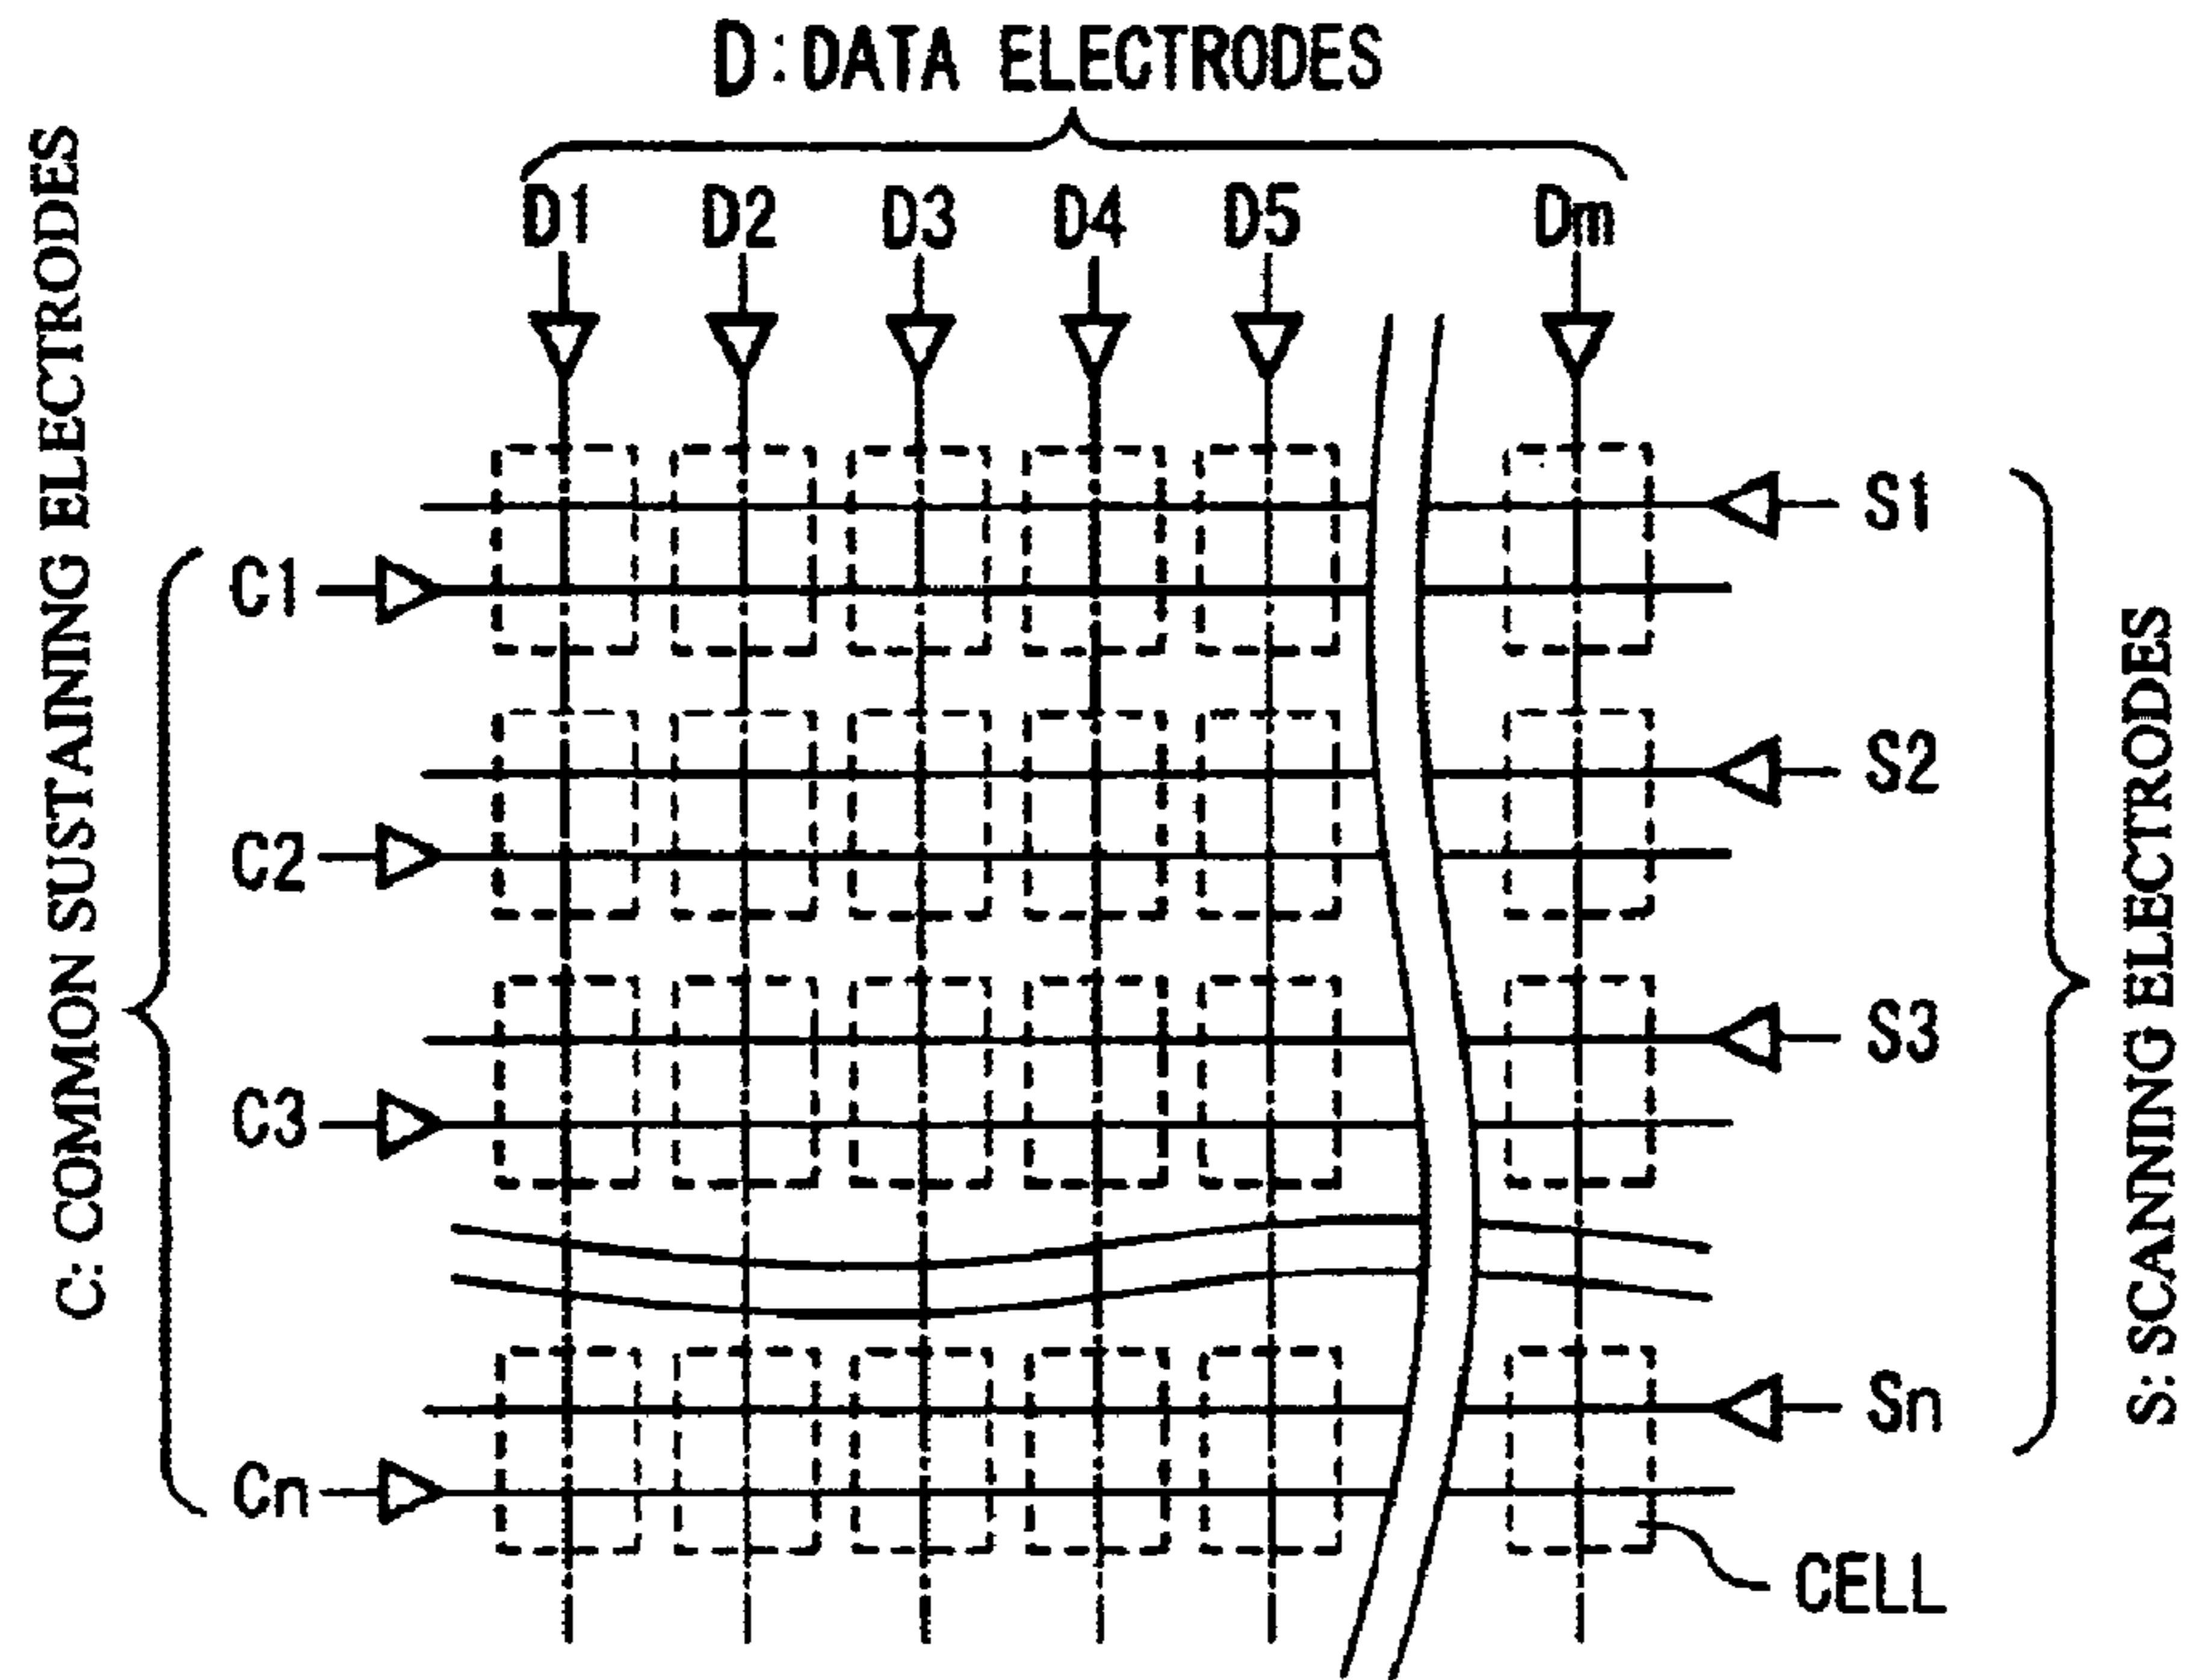 D:DATA ELECTRODES
D1 D2 D3 D4 D5 Dm
C: COMMON SUSTAINING ELECTRODES
S1
C1
S2
C2
S3
C3
Sn
Cn
S: SCANNING ELECTRODES
CELL